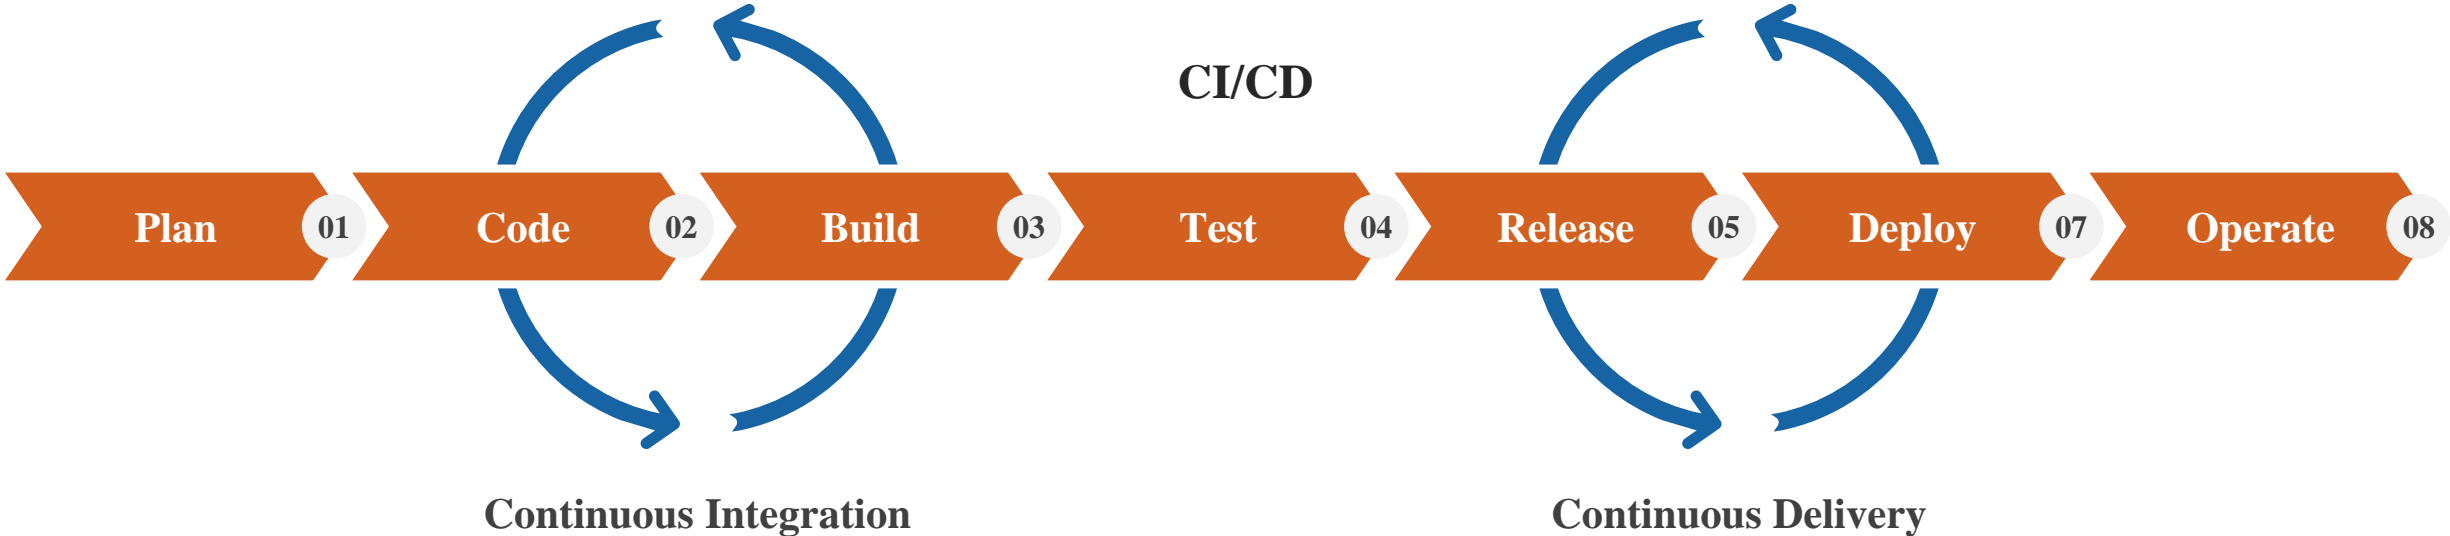 CI/CD
Plan 01 Code 02 Build 03 Test 04 Release 05 Deploy 07 Operate 08
Continuous Integration Continuous Delivery